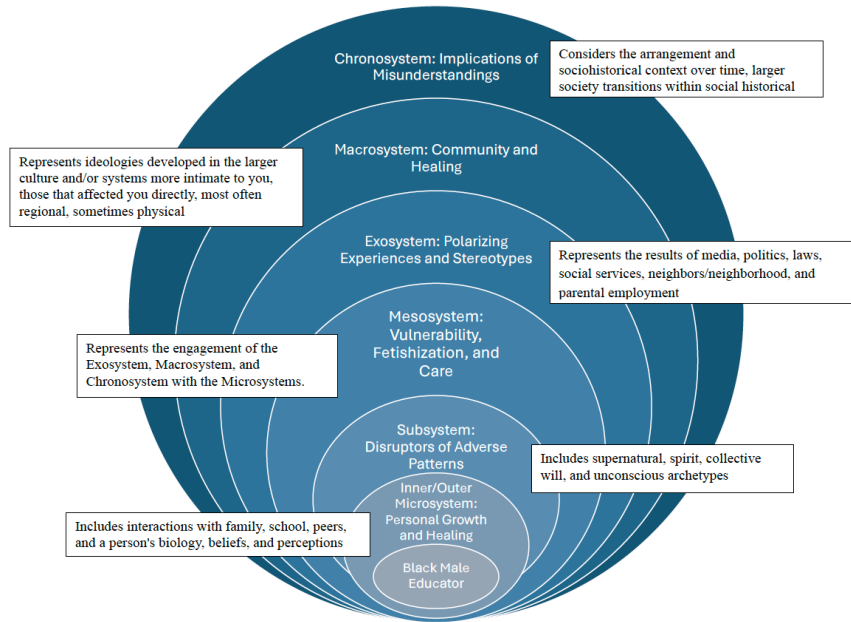 Chronosystem: Implications of
Misunderstandings
Considers the arrangement and
sociohistorical context over time, larger
society transitions within social historical
Macrosystem: Community and
Healing
Represents ideologies developed in the larger
culture and/or systems more intimate to you,
those that affected you directly, most often
regional, sometimes physical
Exosystem: Polarizing
Experiences and Stereotypes
Represents the results of media, politics, laws,
social services, neighbors/neighborhood, and
parental employment
Mesosystem:
Vulnerability,
Fetishization, and
Care
Represents the engagement of the
Exosystem, Macrosystem, and
Chronosystem with the Microsystems.
Subsystem:
Disruptors of Adverse
Patterns
Includes supernatural, spirit, collective
will, and unconscious archetypes
Inner/Outer
Microsystem:
Personal Growth
and Healing
Includes interactions with family, school, peers,
and a person's biology, beliefs, and perceptions
Black Male
Educator